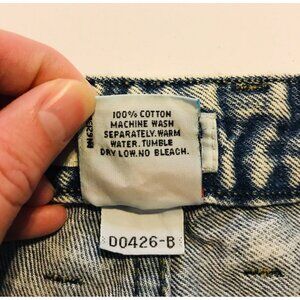 100% COTTON
MACHINE WASH
SEPARATELY.WARM
WATER.TUMBLE
DRY LOW.NO BLEACH.
D0426-B